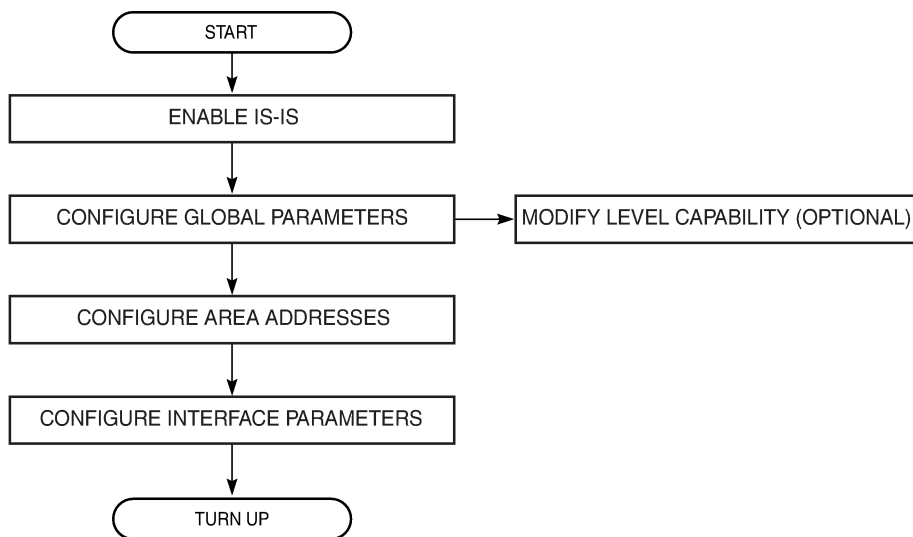 START
ENABLE IS-IS
CONFIGURE GLOBAL PARAMETERS
MODIFY LEVEL CAPABILITY (OPTIONAL)
CONFIGURE AREA ADDRESSES
CONFIGURE INTERFACE PARAMETERS
TURN UP